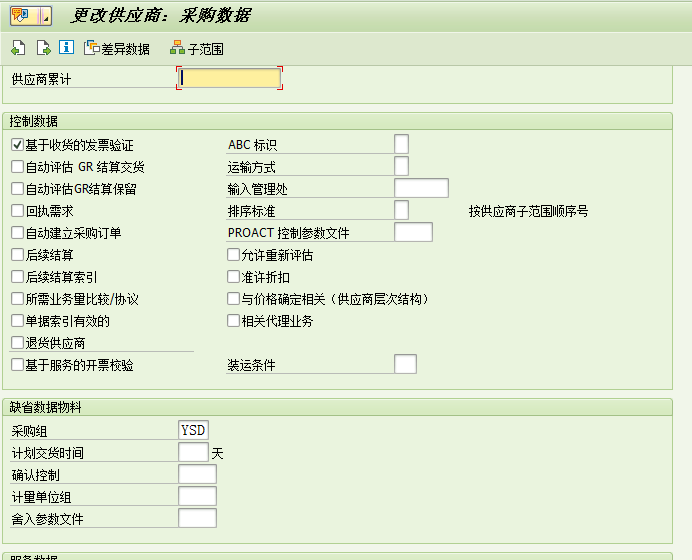 更改供应商: 采购数据
差异数据 子范围
供应商累计
控制数据
基于收货的发票验证 ABC 标识
自动评估 GR 结算交货 运输方式
自动评估GR结算保留 输入管理处
回执需求 排序标准 按供应商子范围顺序号
自动建立采购订单 PROACT 控制参数文件
后续结算 允许重新评估
后续结算索引 准许折扣
所需业务量比较/协议 与价格确定相关（供应商层次结构）
单据索引有效的 相关代理业务
退货供应商
基于服务的开票校验 装运条件
缺省数据物料
采购组 YSD
计划交货时间 天
确认控制
计量单位组
舍入参数文件
服务数据